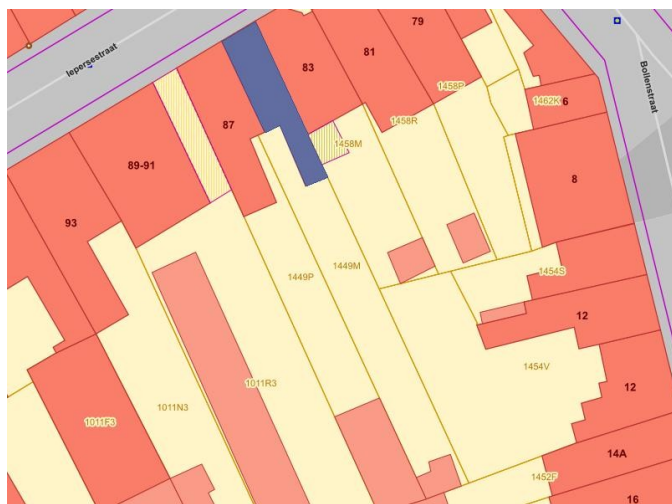 Iepersestraat
Bollenstraat
79
81
83
87
89-91
93
1458P
1458R
1458M
1462K
6
8
1454S
12
1449P
1449M
1454V
12
1011R3
1011N3
1011F3
14A
1452F
16